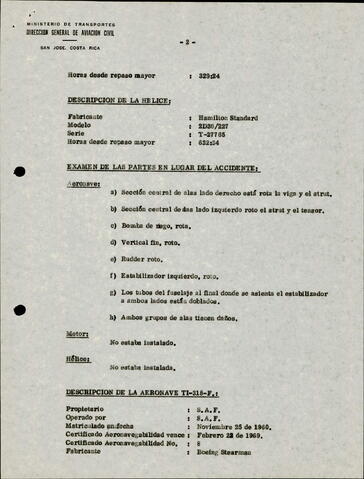 MINISTERIO DE TRANSPORTES
DIRECCION GENERAL DE AVIACION CIVIL
SAN JOSE, COSTA RICA
- 2 -
Horas desde repaso mayor : 329:24
DESCRIPCION DE LA HELICE:
Fabricante : Hamilton Standard
Modelo : 2D30/227
Serie : T-27765
Horas desde repaso mayor : 632:54
EXAMEN DE LAS PARTES EN LUGAR DEL ACCIDENTE:
Aeronave:
a) Sección central de alas lado derecho está rota la viga y el strut.
b) Sección central de alas lado izquierdo roto el strut y el tensor.
c) Bomba de riego, rota.
d) Vertical fin, roto.
e) Rudder roto.
f) Estabilizador izquierdo, roto.
g) Los tubos del fuselaje al final donde se asienta el estabilizador
a ambos lados están doblados.
h) Ambos grupos de alas tienen daños.
Motor:
No estaba instalado.
Hélice:
No estaba instalada.
DESCRIPCION DE LA AERONAVE TI-318-F.:
Propietario : S.A.F.
Operado por : S.A.F.
Matriculado en fecha : Noviembre 25 de 1960.
Certificado Aeronavegabilidad vence : Febrero 22 de 1969.
Certificado Aeronavegabilidad No. : 8
Fabricante : Boeing Stearman